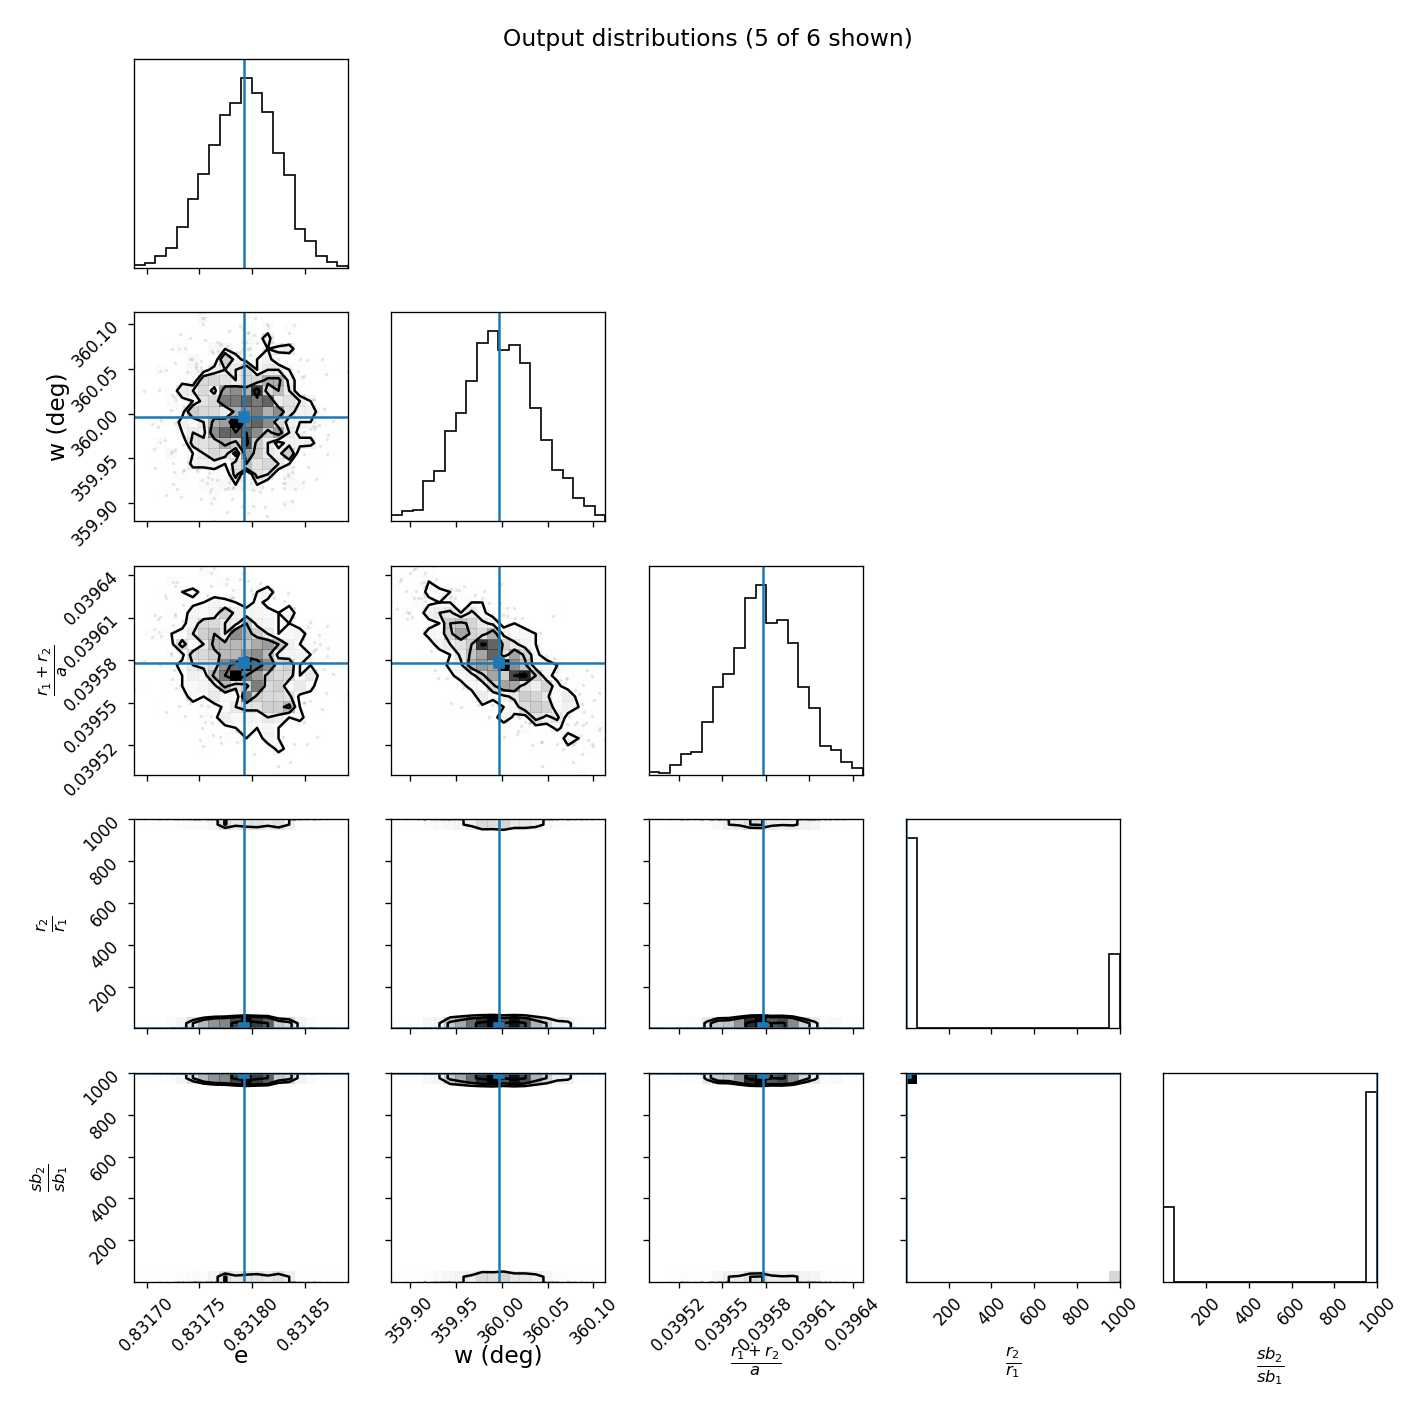 Output distributions (5 of 6 shown)
w (deg)
360.10
360.05
360.00
359.95
359.90
r₁ + r₂
a
0.03964
0.03961
0.03958
0.03955
0.03952
r₂
r₁
1000
800
600
400
200
sb₂
sb₁
1000
800
600
400
200
0.83170 0.83175 0.83180 0.83185
359.90 359.95 360.00 360.05 360.10
0.03952 0.03955 0.03958 0.03961 0.03964
200 400 600 800 1000
200 400 600 800 1000
e
w (deg)
r₁ + r₂
a
r₂
r₁
sb₂
sb₁